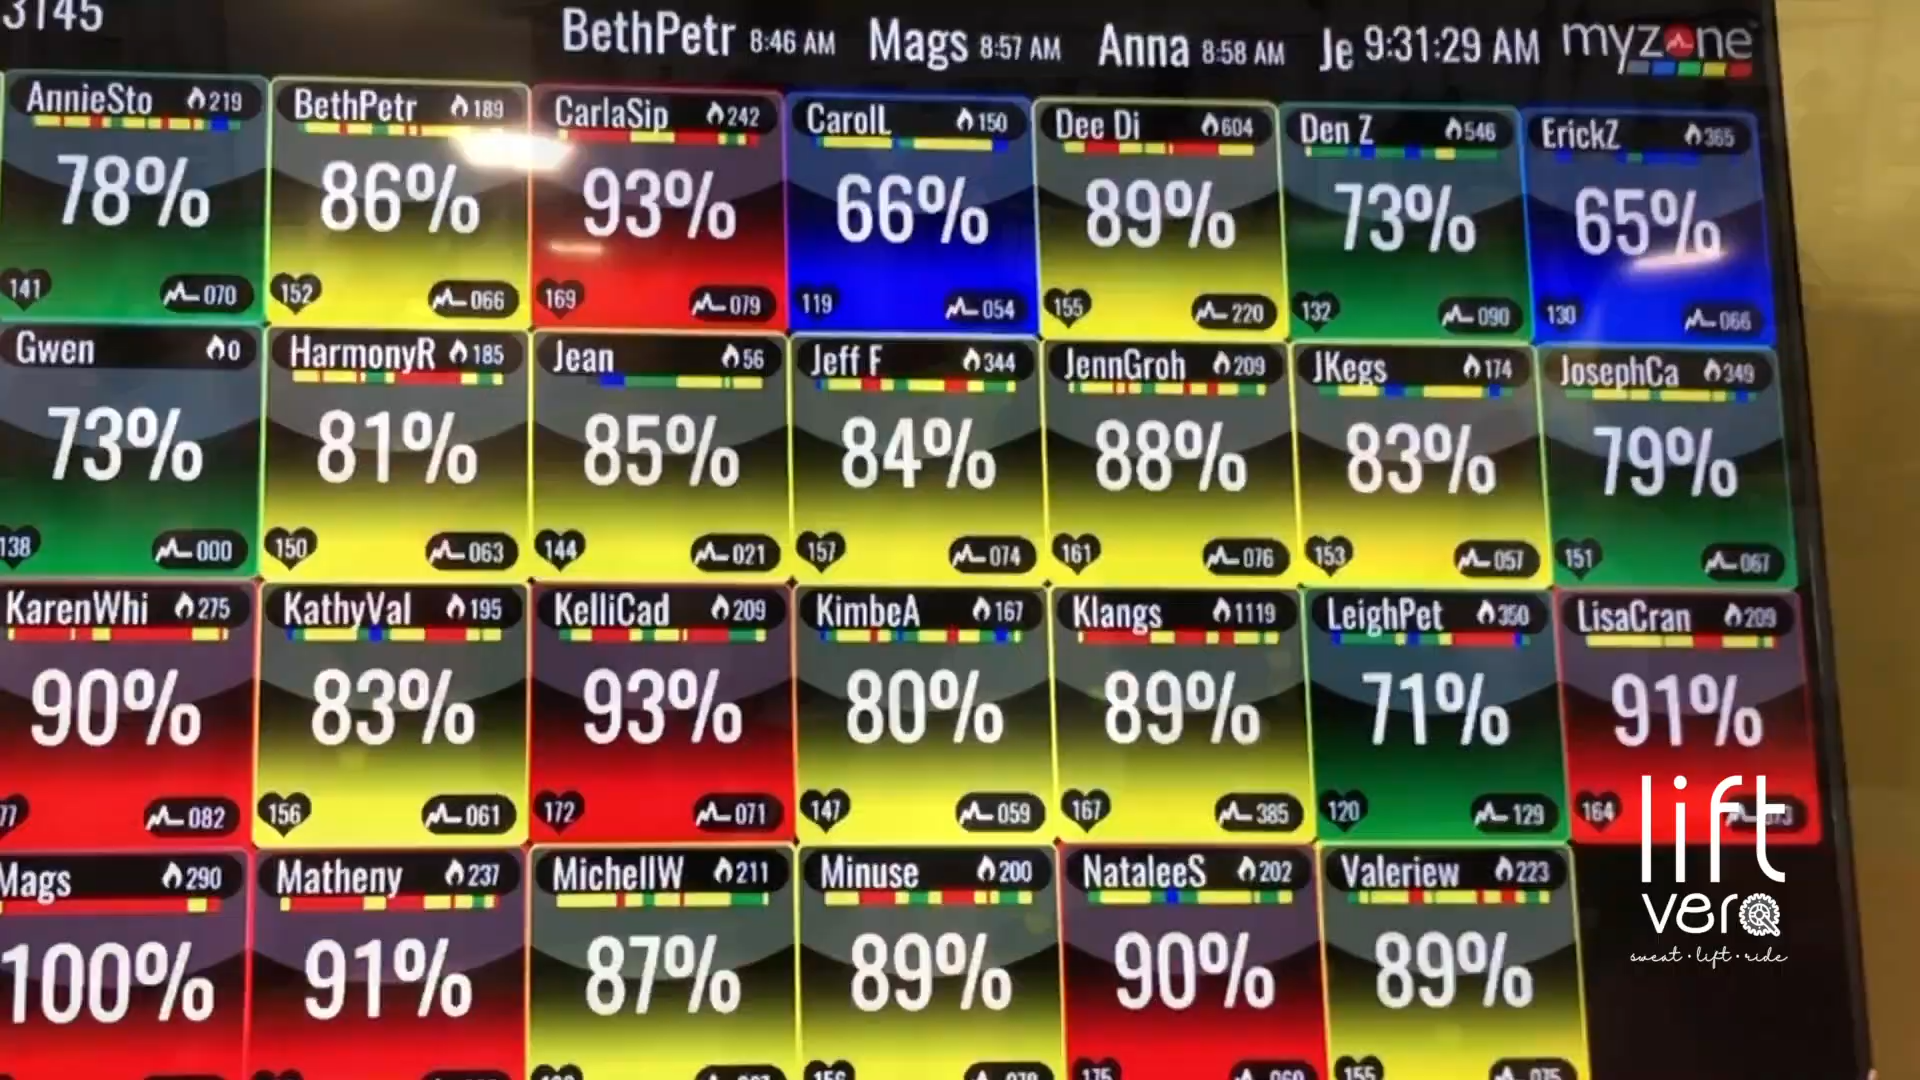 3145
BethPetr 8:46 AM Mags 8:57 AM Anna 8:58 AM Je 9:31:29 AM myzone
AnnieSto 219 BethPetr 189 CarlaSip 242 CarolL 150 Dee Di 604 Den Z 546 ErickZ 365
78% 86% 93% 66% 89% 73% 65%
141 070 152 066 169 079 119 054 155 220 132 090 130 066
Gwen 0 HarmonyR 185 Jean 56 Jeff F 344 JennGroh 209 JKegs 174 JosephCa 349
73% 81% 85% 84% 88% 83% 79%
138 000 150 063 144 021 157 074 161 076 153 057 151 067
KarenWhi 275 KathyVal 195 KelliCad 209 KimbeA 167 Klangs 1119 LeighPet 350 LisaCran 209
90% 83% 93% 80% 89% 71% 91%
77 082 156 061 172 071 147 059 167 385 120 129 164
Mags 290 Matheny 237 MichellW 211 Minuse 200 NataleeS 202 Valeriew 223
100% 91% 87% 89% 90% 89%
175 155
lift
vero
sweat · lift · ride